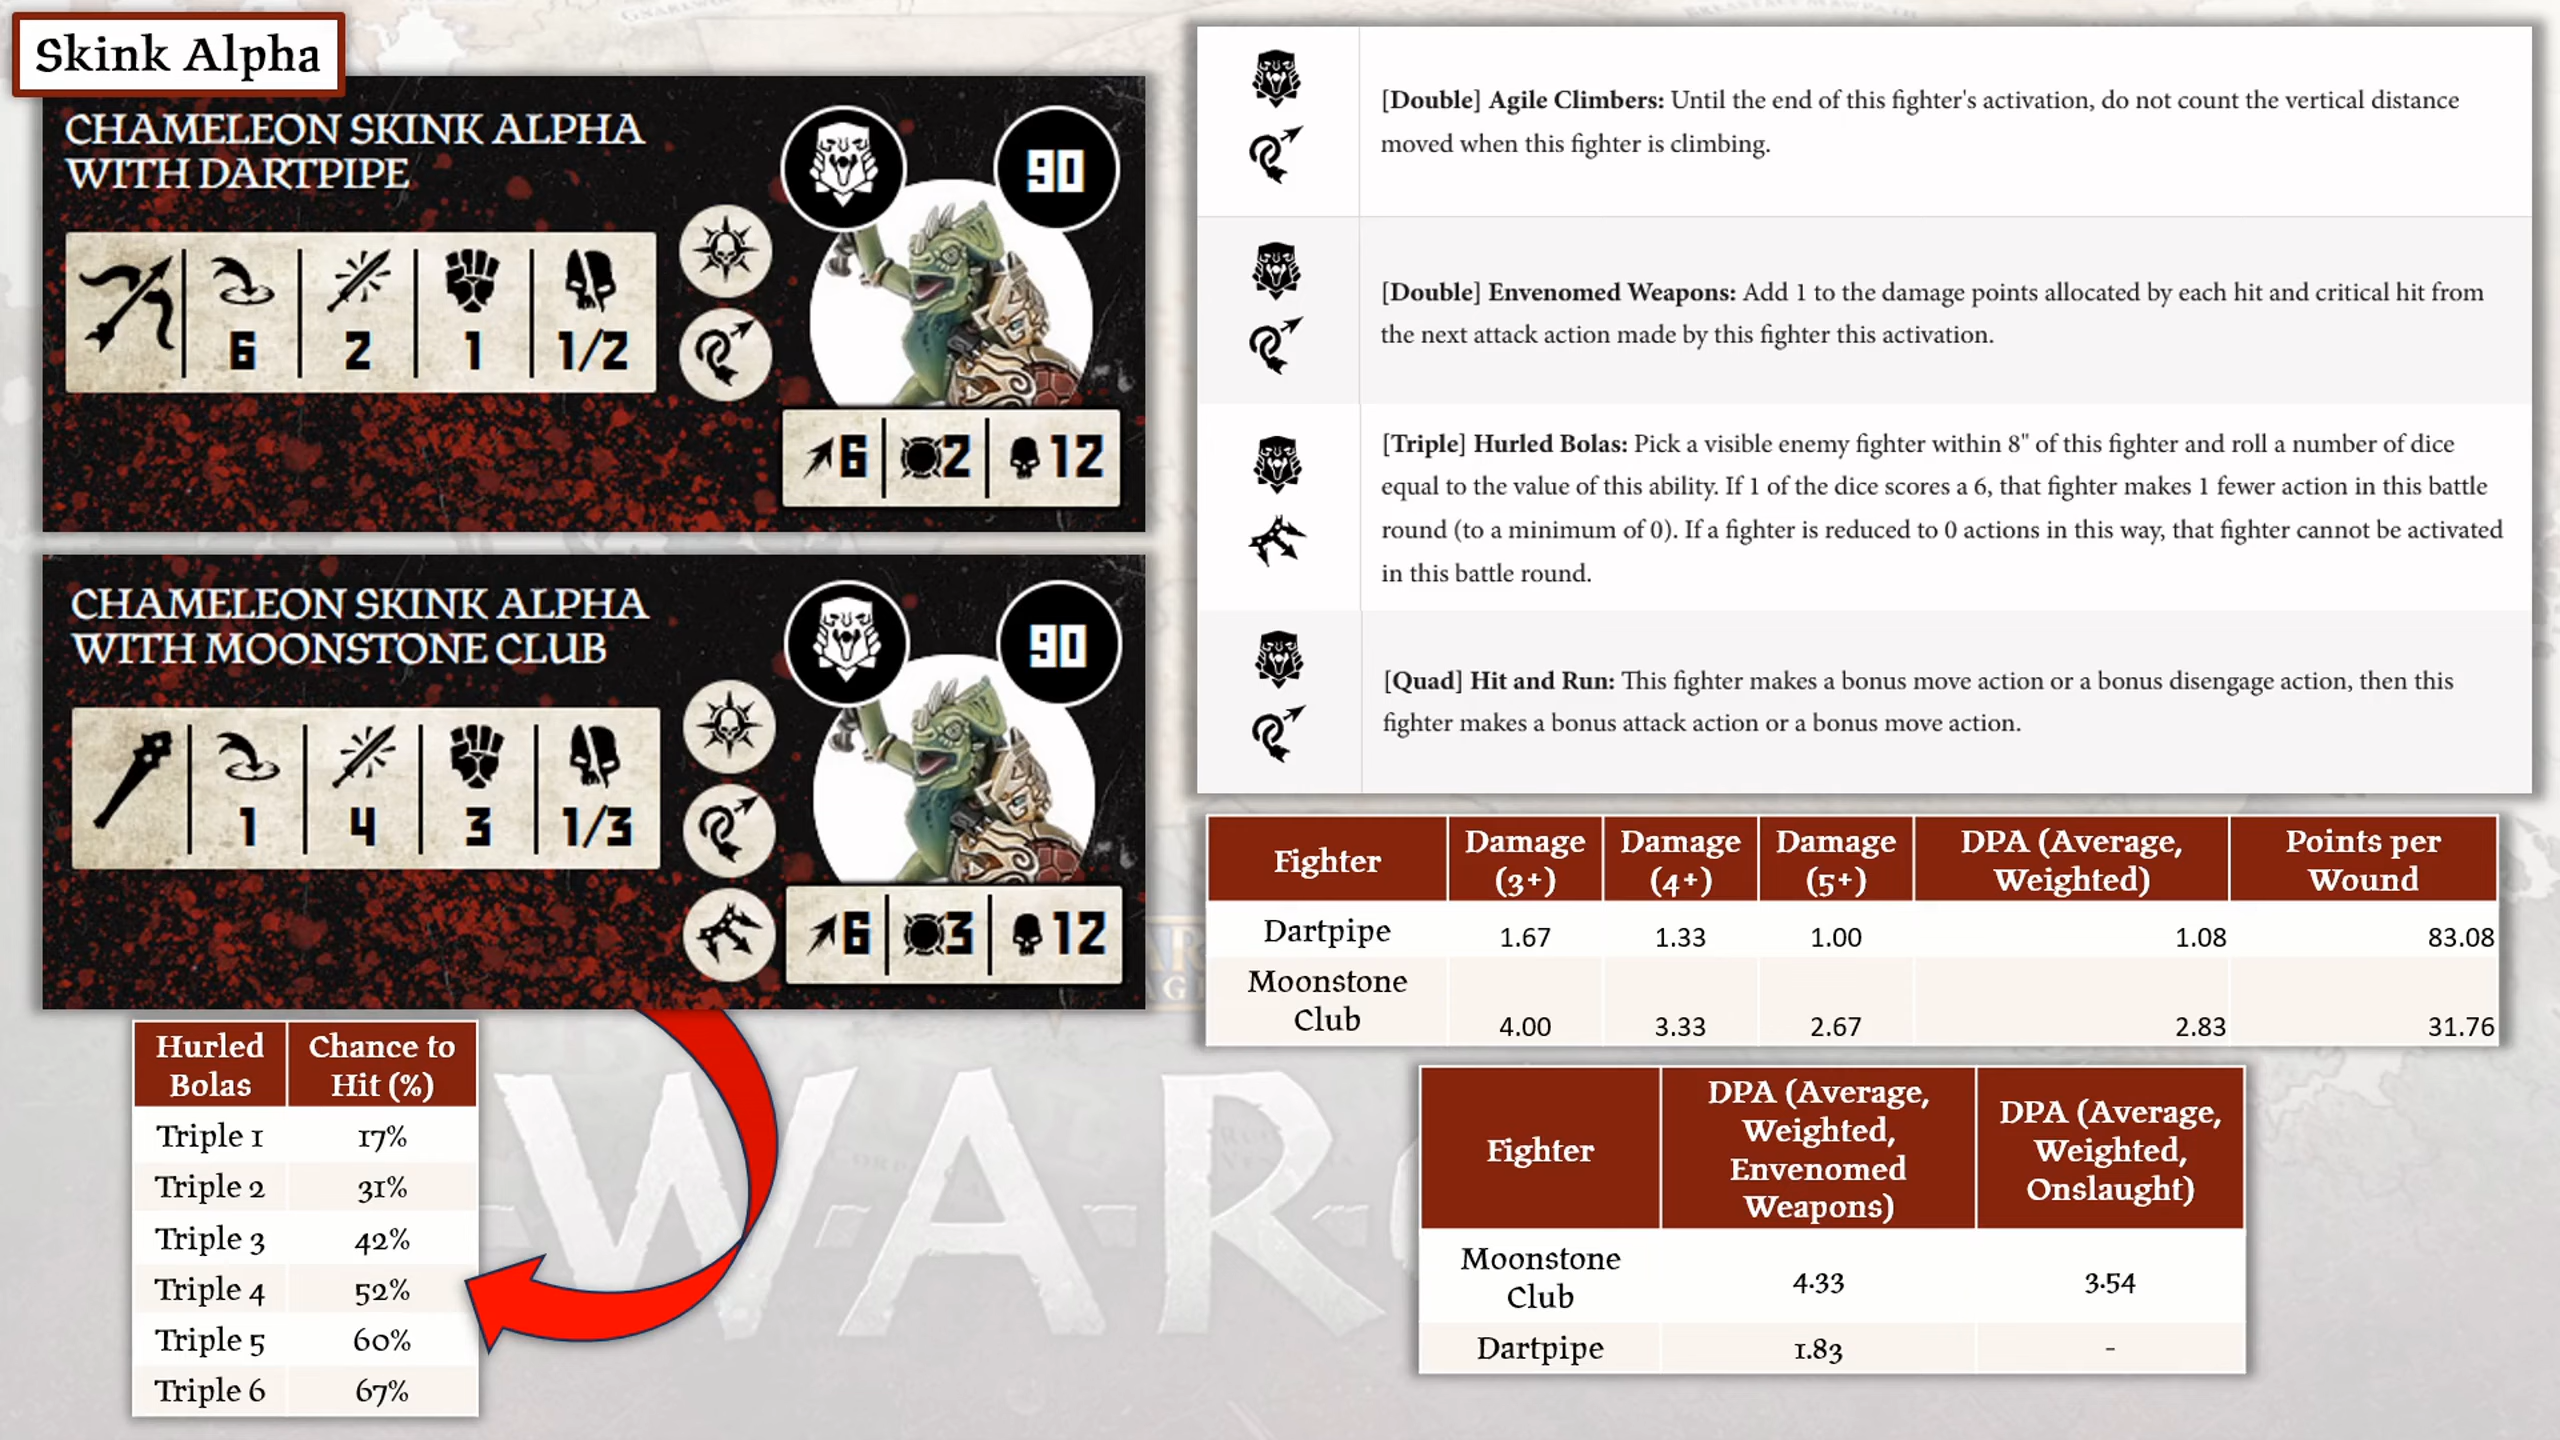 Skink Alpha
CHAMELEON SKINK ALPHA
WITH DARTPIPE
90
6 2 1 1/2
6 2 12
CHAMELEON SKINK ALPHA
WITH MOONSTONE CLUB
90
1 4 3 1/3
6 3 12
[Double] Agile Climbers: Until the end of this fighter's activation, do not count the vertical distance
moved when this fighter is climbing.
[Double] Envenomed Weapons: Add 1 to the damage points allocated by each hit and critical hit from
the next attack action made by this fighter this activation.
[Triple] Hurled Bolas: Pick a visible enemy fighter within 8" of this fighter and roll a number of dice
equal to the value of this ability. If 1 of the dice scores a 6, that fighter makes 1 fewer action in this battle
round (to a minimum of 0). If a fighter is reduced to 0 actions in this way, that fighter cannot be activated
in this battle round.
[Quad] Hit and Run: This fighter makes a bonus move action or a bonus disengage action, then this
fighter makes a bonus attack action or a bonus move action.
Fighter Damage (3+) Damage (4+) Damage (5+) DPA (Average, Weighted) Points per Wound
Dartpipe 1.67 1.33 1.00 1.08 83.08
Moonstone Club 4.00 3.33 2.67 2.83 31.76
Hurled Bolas Chance to Hit (%)
Triple 1 17%
Triple 2 31%
Triple 3 42%
Triple 4 52%
Triple 5 60%
Triple 6 67%
Fighter DPA (Average, Weighted, Envenomed Weapons) DPA (Average, Weighted, Onslaught)
Moonstone Club 4.33 3.54
Dartpipe 1.83 -
WAR